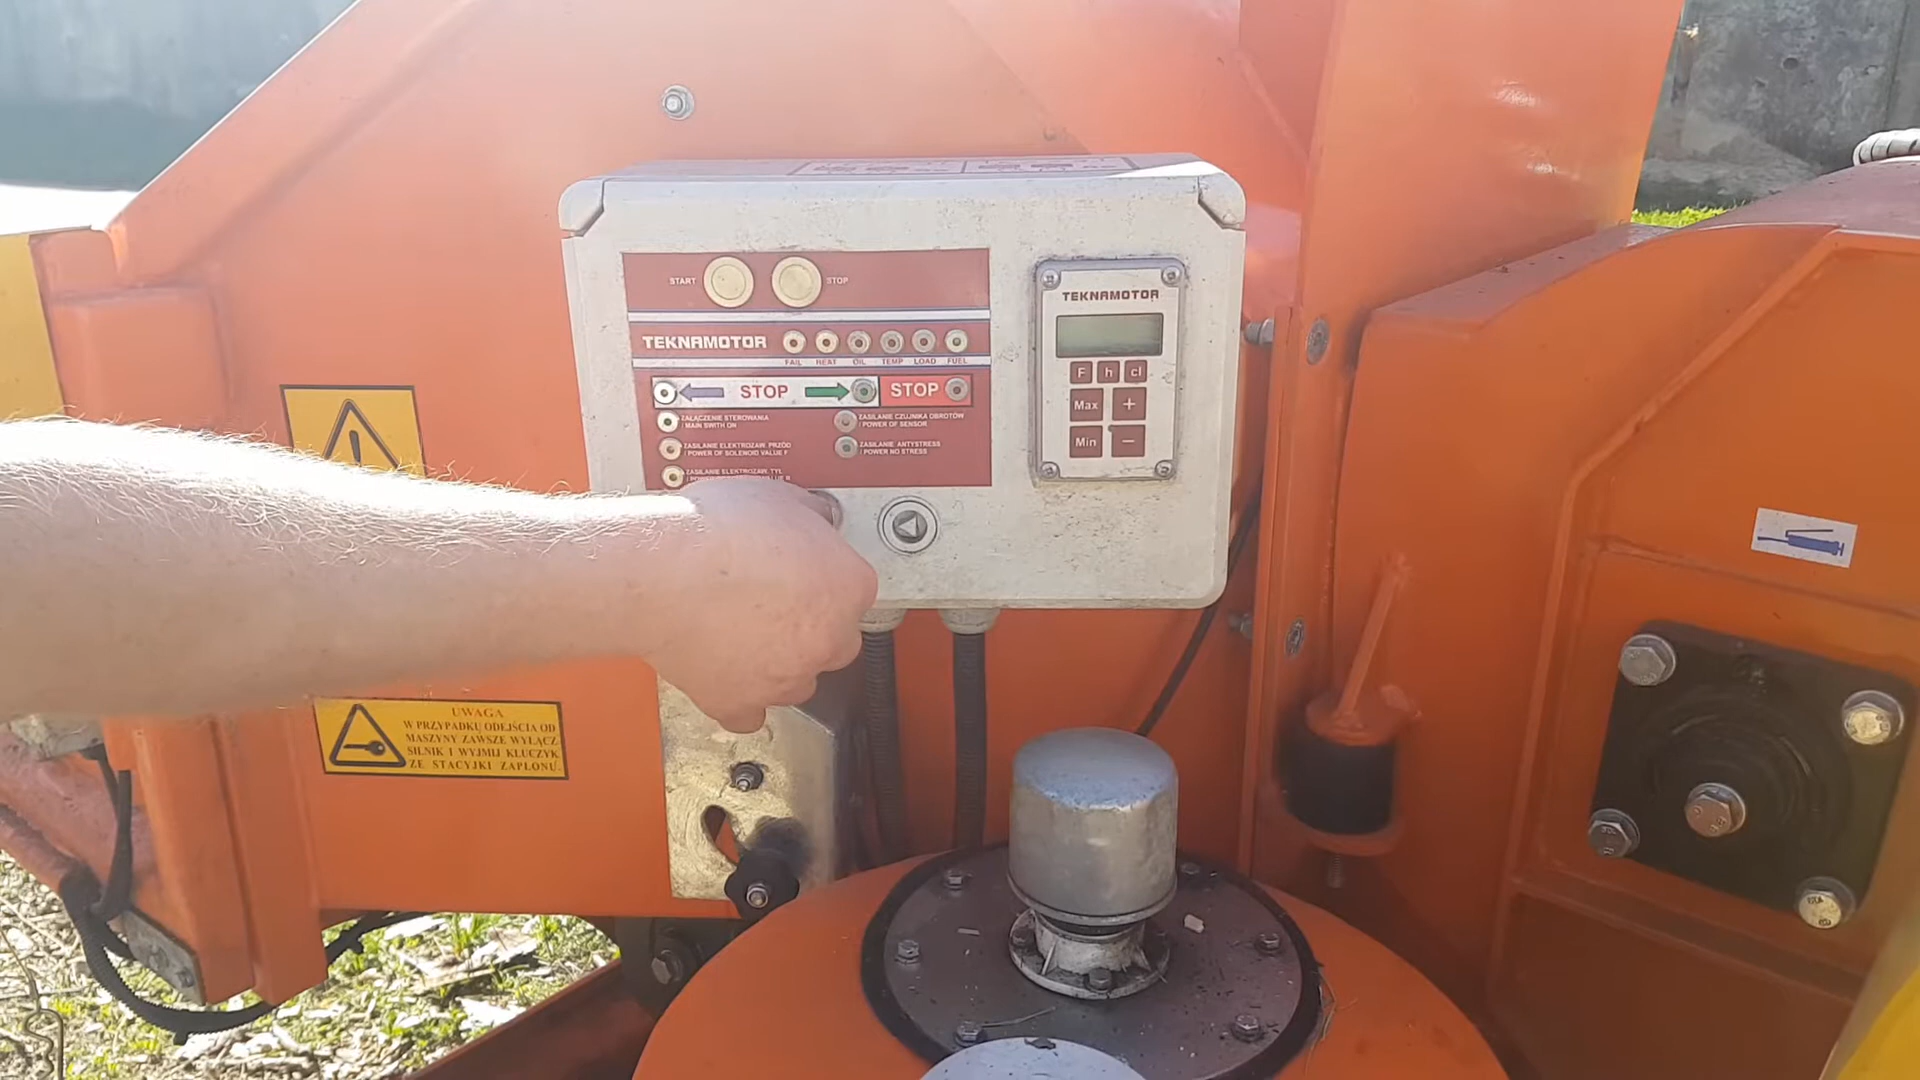 START
STOP
TEKNAMOTOR
FAIL HEAT OIL TEMP LOAD FUEL
STOP
STOP
ZAŁĄCZENIE STEROWANIA
/ MAIN SWITH ON
ZASILANIE ELEKTROZAW. PRZÓD
/ POWER OF SOLENOID VALUE F
ZASILANIE ELEKTROZAW. TYŁ
ZASILANIE CZUJNIKA OBROTÓW
/ POWER OF SENSOR
ZASILANIE ANTYSTRESS
/ POWER NO STRESS
TEKNAMOTOR
F h cl
Max +
Min −
UWAGA
W PRZYPADKU ODEJŚCIA OD
MASZYNY ZAWSZE WYŁĄCZ
SILNIK I WYJMIJ KLUCZYK
ZE STACYJKI ZAPŁONU.